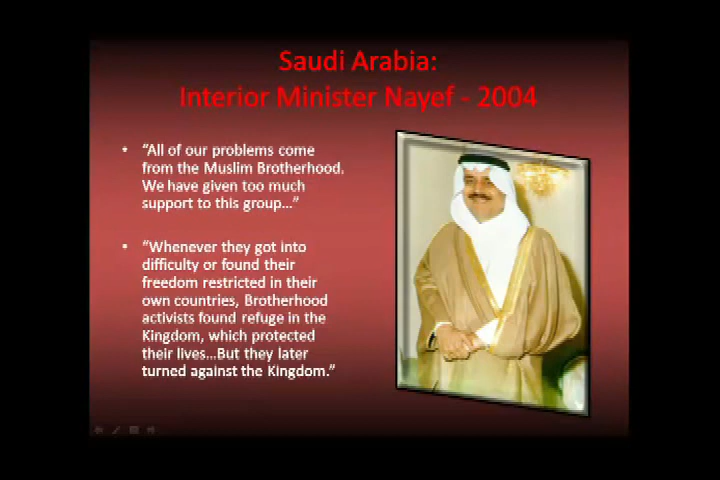 Saudi Arabia:
Interior Minister Nayef - 2004
• “All of our problems come
from the Muslim Brotherhood.
We have given too much
support to this group…”
• “Whenever they got into
difficulty or found their
freedom restricted in their
own countries, Brotherhood
activists found refuge in the
Kingdom, which protected
their lives…But they later
turned against the Kingdom.”